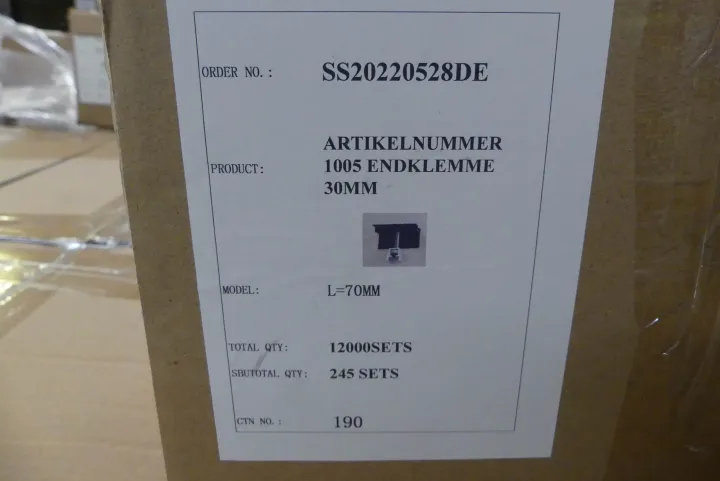 ORDER NO.: SS20220528DE
ARTIKELNUMMER
PRODUCT: 1005 ENDKLEMME
30MM
MODEL: L=70MM
TOTAL QTY: 12000SETS
SBUTOTAL QTY: 245 SETS
CTN NO.: 190